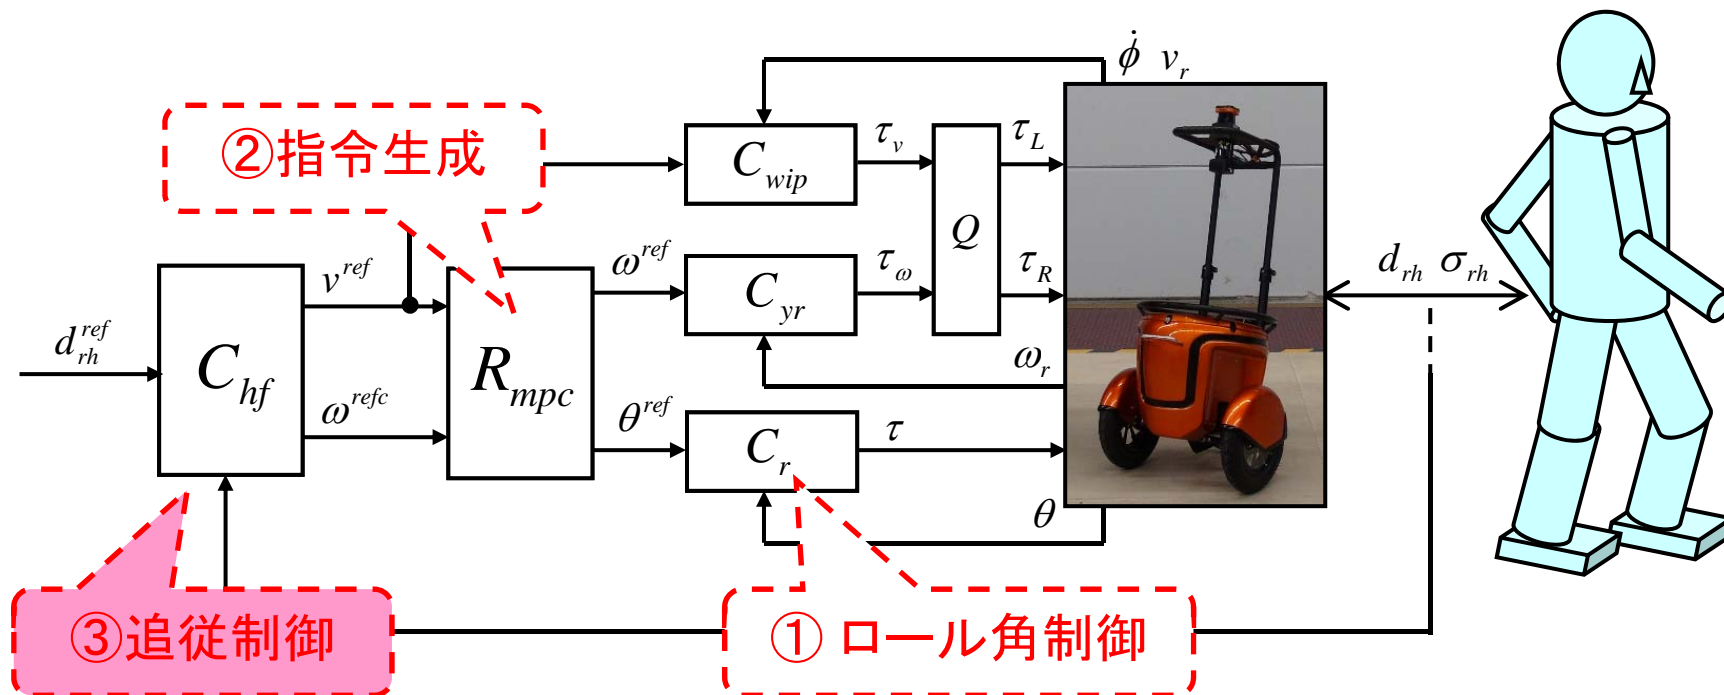 φ̇ v_r
②指令生成
C_wip
τ_v
τ_L
Q
v^ref
ω^ref
C_yr
τ_ω
τ_R
d_rh σ_rh
d_rh^ref
C_hf
R_mpc
ω_r
ω^refc
θ^ref
C_r
τ
θ
③追従制御
① ロール角制御